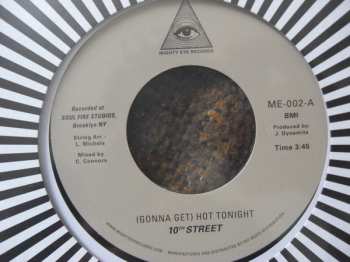 MIGHTY EYE RECORDS
Recorded at
SOUL FIRE STUDIOS,
Brooklyn NY
String Arr -
L. Michels
Mixed by
C. Connors
ME-002-A
BMI
Produced by:
J. Dynamite
Time 3:45
(GONNA GET) HOT TONIGHT
10TH STREET